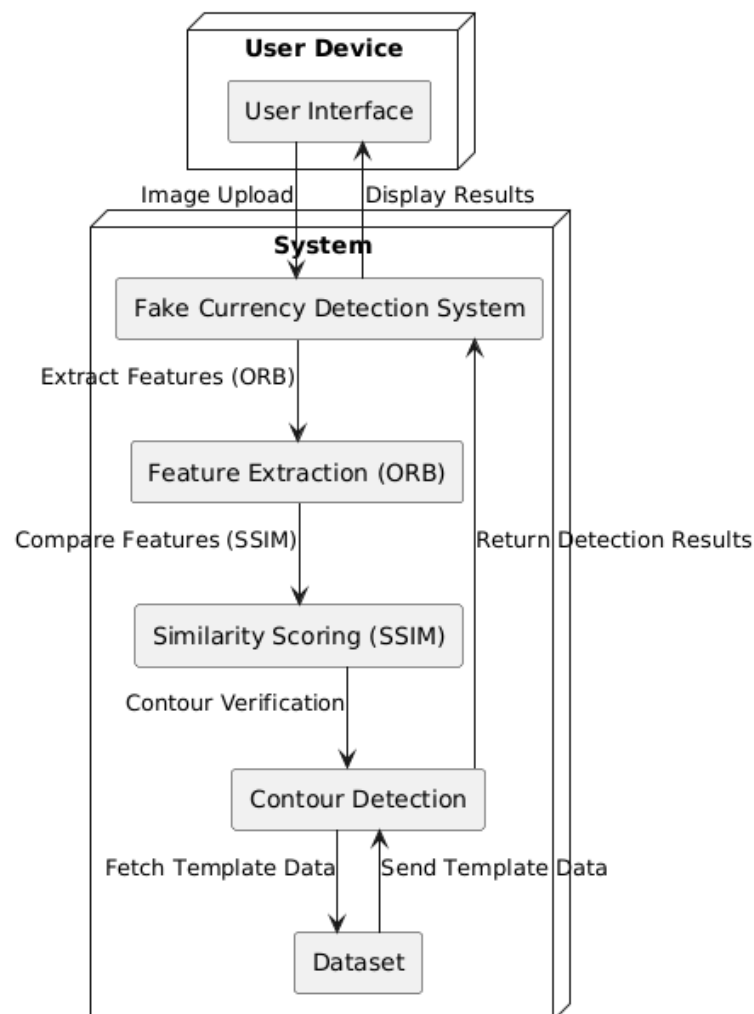 User Device
User Interface
Image Upload
Display Results
System
Fake Currency Detection System
Extract Features (ORB)
Feature Extraction (ORB)
Compare Features (SSIM)
Return Detection Results
Similarity Scoring (SSIM)
Contour Verification
Contour Detection
Fetch Template Data
Send Template Data
Dataset